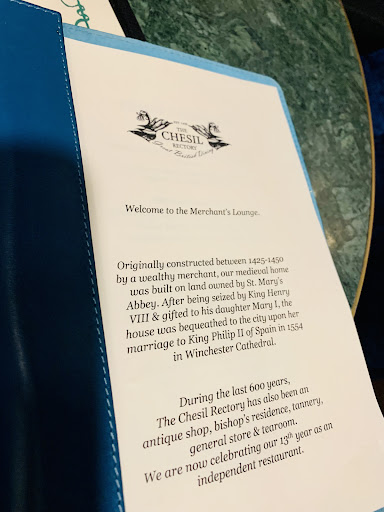 THE
CHESIL
RECTORY
Welcome to the Merchant's Lounge.
Originally constructed between 1425-1450
by a wealthy merchant, our medieval home
was built on land owned by St. Mary's
Abbey. After being seized by King Henry
VIII & gifted to his daughter Mary I, the
house was bequeathed to the city upon her
marriage to King Philip II of Spain in 1554
in Winchester Cathedral.
During the last 600 years,
The Chesil Rectory has also been an
antique shop, bishop's residence, tannery,
general store & tearoom.
We are now celebrating our 13th year as an
independent restaurant.